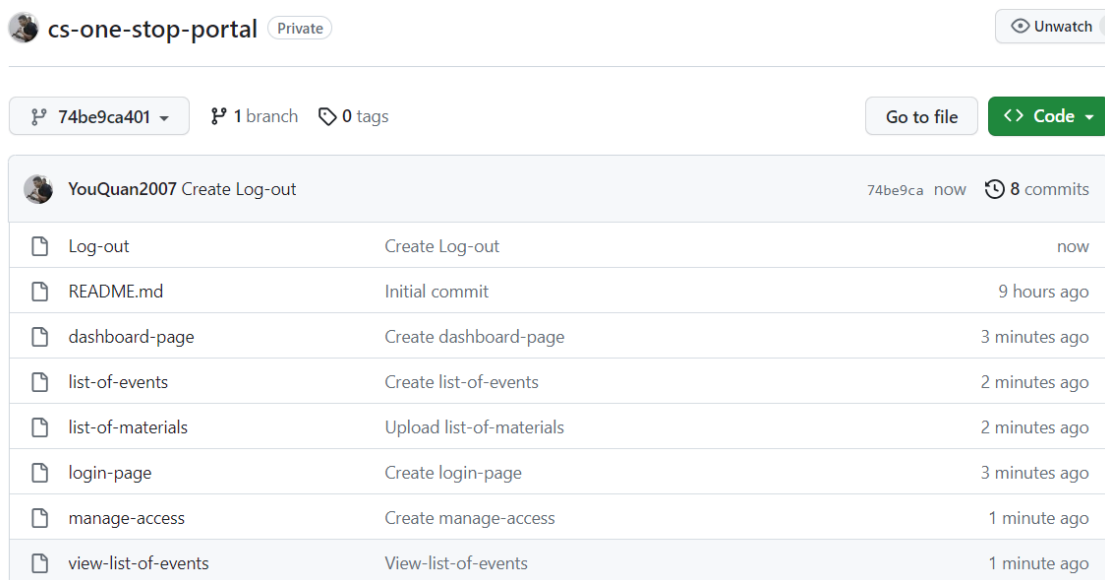 cs-one-stop-portal Private Unwatch
74be9ca401 1 branch 0 tags Go to file <> Code
YouQuan2007 Create Log-out 74be9ca now 8 commits
Log-out Create Log-out now
README.md Initial commit 9 hours ago
dashboard-page Create dashboard-page 3 minutes ago
list-of-events Create list-of-events 2 minutes ago
list-of-materials Upload list-of-materials 2 minutes ago
login-page Create login-page 3 minutes ago
manage-access Create manage-access 1 minute ago
view-list-of-events View-list-of-events 1 minute ago